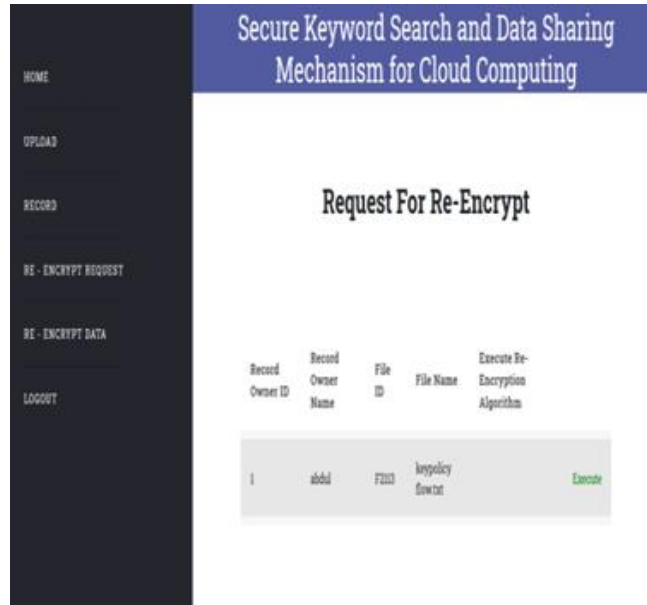 Secure Keyword Search and Data Sharing
Mechanism for Cloud Computing
HOME
UPLOAD
RECORD
RE - ENCRYPT REQUEST
RE - ENCRYPT DATA
LOGOUT
Request For Re-Encrypt
Record
Owner ID
Record
Owner
Name
File
ID
File Name
Execute Re-
Encryption
Algorithm
1
abdul
keypolicy
flow.txt
Execute